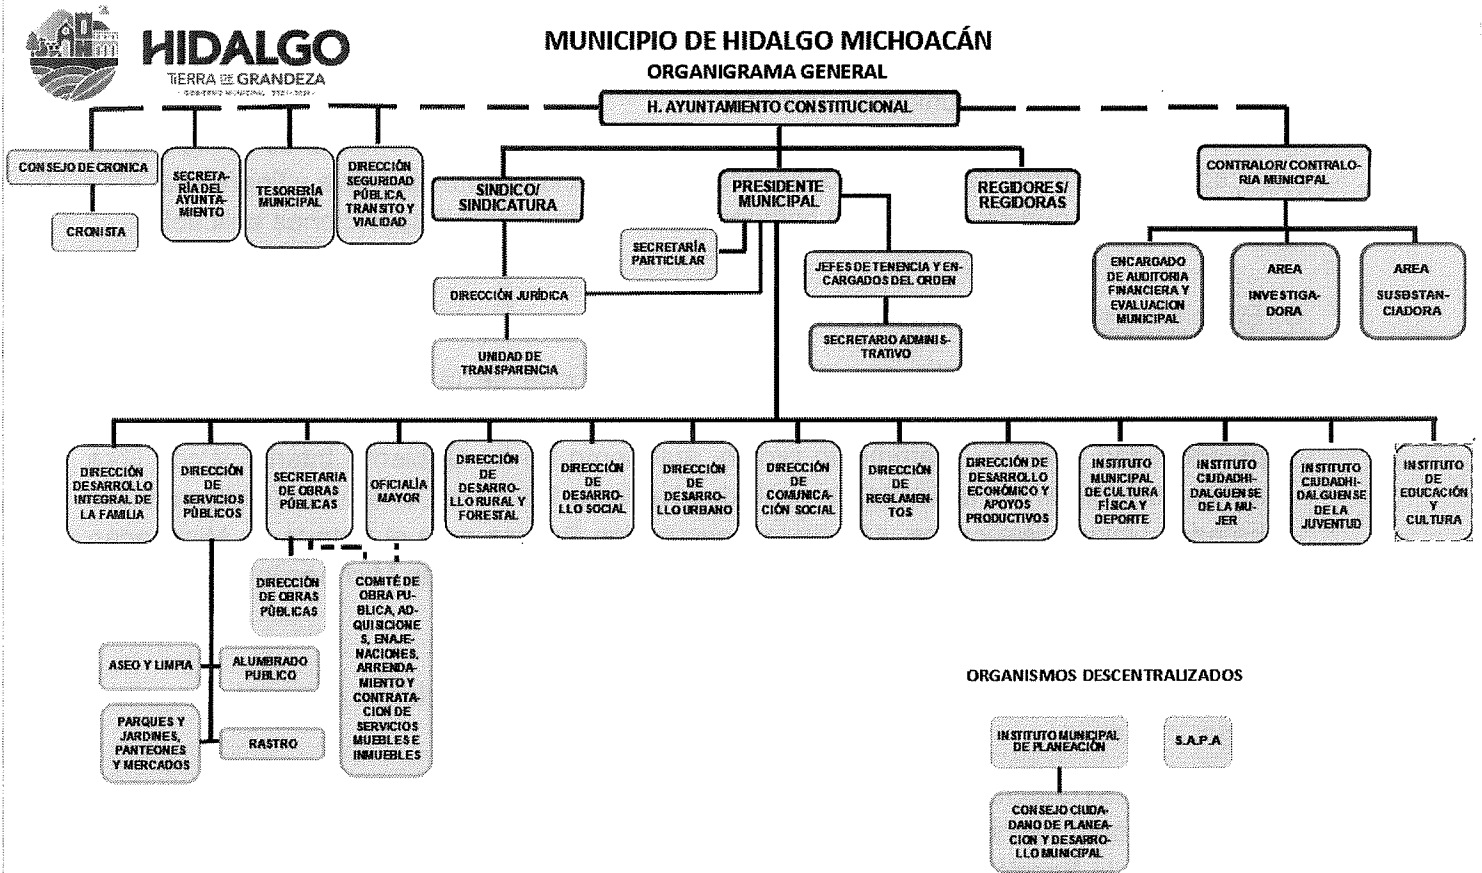 HIDALGO
TIERRA DE GRANDEZA
MUNICIPIO DE HIDALGO MICHOACÁN
ORGANIGRAMA GENERAL
H. AYUNTAMIENTO CONSTITUCIONAL
CONSEJO DE CRONICA
CRONISTA
SECRETA-
RÍA DEL
AYUNTA-
MIENTO
TESORERÍA
MUNICIPAL
DIRECCIÓN
SEGURIDAD
PÚBLICA,
TRANSITO Y
VIALIDAD
SINDICO/
SINDICATURA
PRESIDENTE
MUNICIPAL
REGIDORES/
REGIDORAS
CONTRALOR/ CONTRALO-
RIA MUNICIPAL
SECRETARÍA
PARTICULAR
DIRECCIÓN JURÍDICA
UNIDAD DE
TRANSPARENCIA
JEFES DE TENENCIA Y EN-
CARGADOS DEL ORDEN
SECRETARIO ADMINIS-
TRATIVO
ENCARGADO
DE AUDITORIA
FINANCIERA Y
EVALUACION
MUNICIPAL
AREA
INVESTIGA-
DORA
AREA
SUSBSTAN-
CIADORA
DIRECCIÓN
DESARROLLO
INTEGRAL DE
LA FAMILIA
DIRECCIÓN
DE
SERVICIOS
PÚBLICOS
SECRETARIA
DE OBRAS
PÚBLICAS
OFICIALÍA
MAYOR
DIRECCIÓN
DE
DESARRO-
LLO RURAL Y
FORESTAL
DIRECCIÓN
DE
DESARRO-
LLO SOCIAL
DIRECCIÓN
DE
DESARRO-
LLO URBANO
DIRECCIÓN
DE
COMUNICA-
CIÓN SOCIAL
DIRECCIÓN
DE
REGLAMEN-
TOS
DIRECCIÓN DE
DESARROLLO
ECONÓMICO Y
APOYOS
PRODUCTIVOS
INSTITUTO
MUNICIPAL
DE CULTURA
FÍSICA Y
DEPORTE
INSTITUTO
CIUDADHI-
DALGUENSE
DE LA MU-
JER
INSTITUTO
CIUDADHI-
DALGUENSE
DE LA
JUVENTUD
INSTITUTO
DE
EDUCACIÓN
Y
CULTURA
DIRECCIÓN
DE OBRAS
PÚBLICAS
COMITÉ DE
OBRA PU-
BLICA, AD-
QUISICIONE
S, ENAJE-
NACIONES,
ARRENDA-
MIENTO Y
CONTRATA-
CION DE
SERVICIOS
MUEBLES E
INMUEBLES
ASEO Y LIMPIA
ALUMBRADO
PUBLICO
PARQUES Y
JARDINES,
PANTEONES
Y MERCADOS
RASTRO
ORGANISMOS DESCENTRALIZADOS
INSTITUTO MUNICIPAL
DE PLANEACIÓN
S.A.P.A
CONSEJO CIUDA-
DANO DE PLANEA-
CION Y DESARRO-
LLO MUNICIPAL